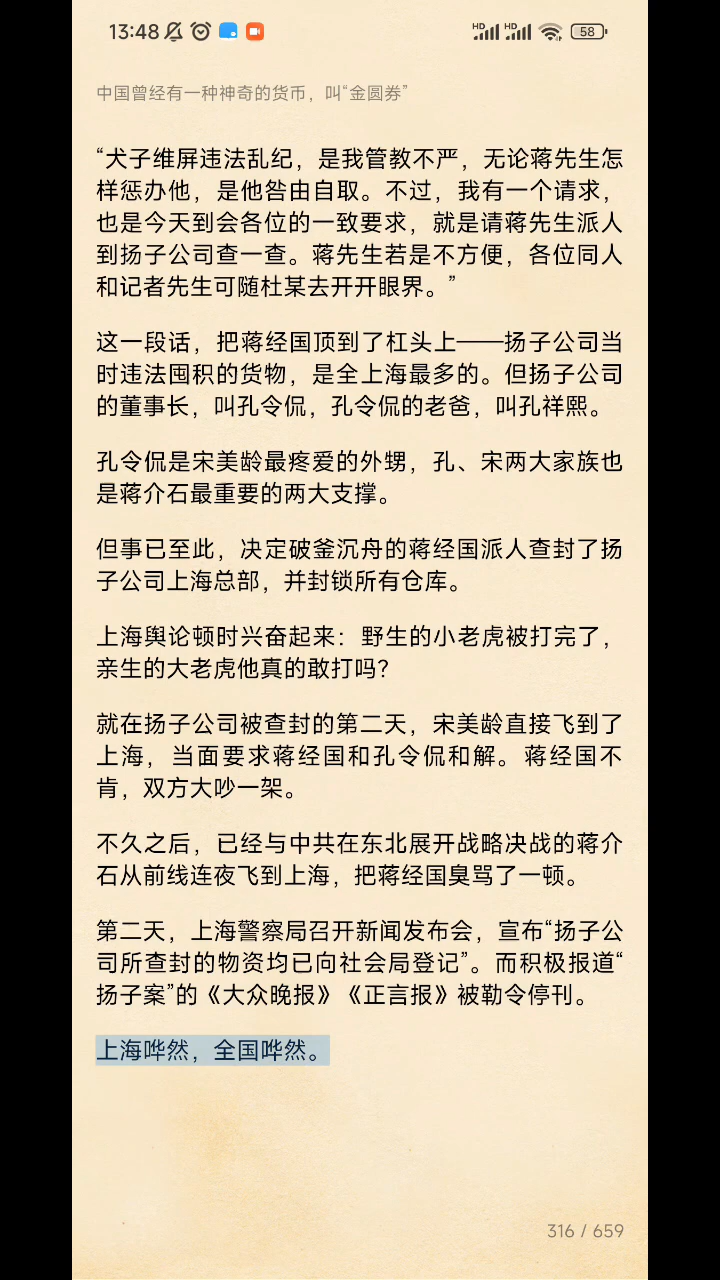 13:48
HD HD 58
中国曾经有一种神奇的货币，叫“金圆券”
“犬子维屏违法乱纪，是我管教不严，无论蒋先生怎
样惩办他，是他咎由自取。不过，我有一个请求，
也是今天到会各位的一致要求，就是请蒋先生派人
到扬子公司查一查。蒋先生若是不方便，各位同人
和记者先生可随杜某去开开眼界。”
这一段话，把蒋经国顶到了杠头上——扬子公司当
时违法囤积的货物，是全上海最多的。但扬子公司
的董事长，叫孔令侃，孔令侃的老爸，叫孔祥熙。
孔令侃是宋美龄最疼爱的外甥，孔、宋两大家族也
是蒋介石最重要的两大支撑。
但事已至此，决定破釜沉舟的蒋经国派人查封了扬
子公司上海总部，并封锁所有仓库。
上海舆论顿时兴奋起来：野生的小老虎被打完了，
亲生的大老虎他真的敢打吗？
就在扬子公司被查封的第二天，宋美龄直接飞到了
上海，当面要求蒋经国和孔令侃和解。蒋经国不
肯，双方大吵一架。
不久之后，已经与中共在东北展开战略决战的蒋介
石从前线连夜飞到上海，把蒋经国臭骂了一顿。
第二天，上海警察局召开新闻发布会，宣布“扬子公
司所查封的物资均已向社会局登记”。而积极报道“
扬子案”的《大众晚报》《正言报》被勒令停刊。
上海哗然，全国哗然。
316 / 659